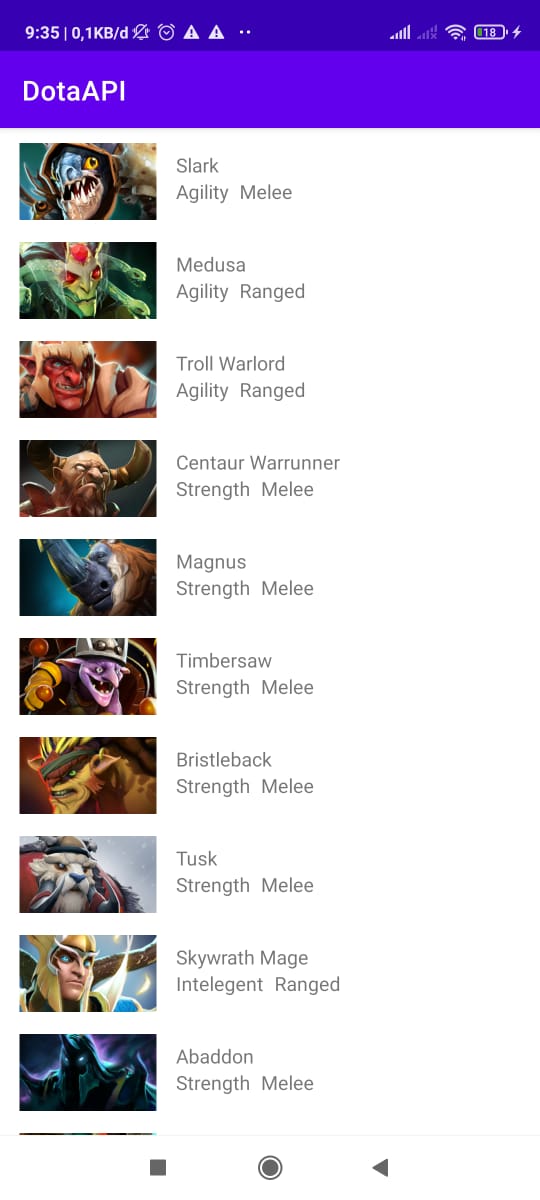 9:35 | 0,1KB/d
18
DotaAPI
Slark
Agility Melee
Medusa
Agility Ranged
Troll Warlord
Agility Ranged
Centaur Warrunner
Strength Melee
Magnus
Strength Melee
Timbersaw
Strength Melee
Bristleback
Strength Melee
Tusk
Strength Melee
Skywrath Mage
Intelegent Ranged
Abaddon
Strength Melee